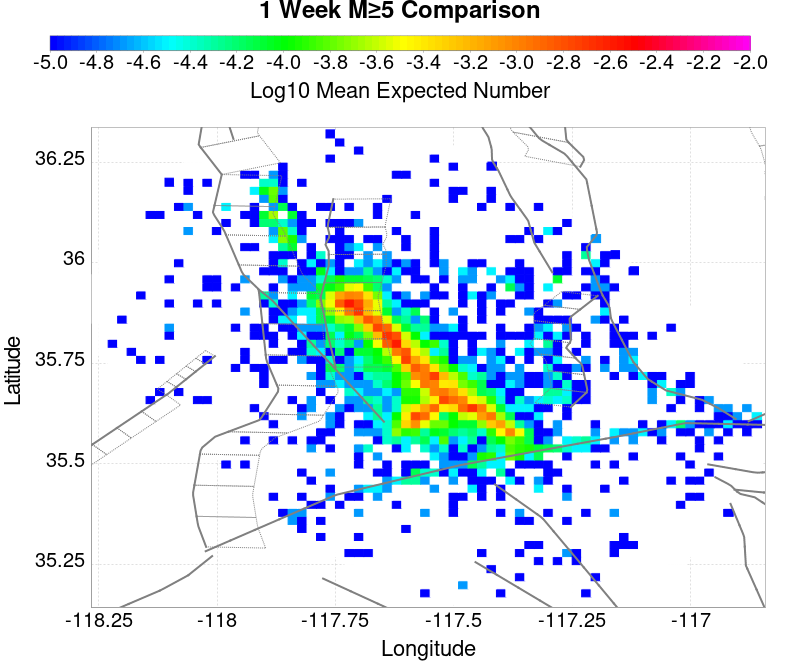 1 Week M≥5 Comparison
-5.0 -4.8 -4.6 -4.4 -4.2 -4.0 -3.8 -3.6 -3.4 -3.2 -3.0 -2.8 -2.6 -2.4 -2.2 -2.0
Log10 Mean Expected Number
36.25
36
35.75
35.5
35.25
Latitude
-118.25 -118 -117.75 -117.5 -117.25 -117
Longitude